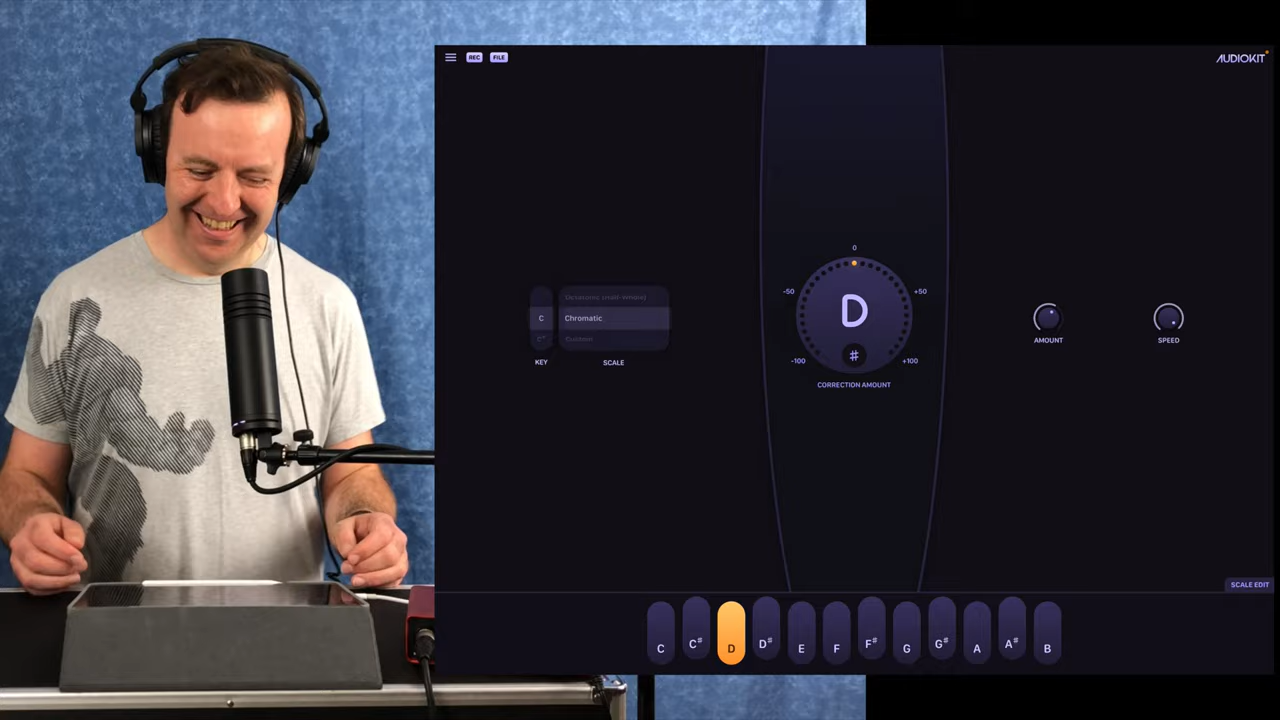 REC FILE
AUDIOKIT
0
-50 +50
D
#
-100 +100
CORRECTION AMOUNT
C Chromatic
KEY SCALE
AMOUNT SPEED
SCALE EDIT
C C# D D# E F F# G G# A A# B